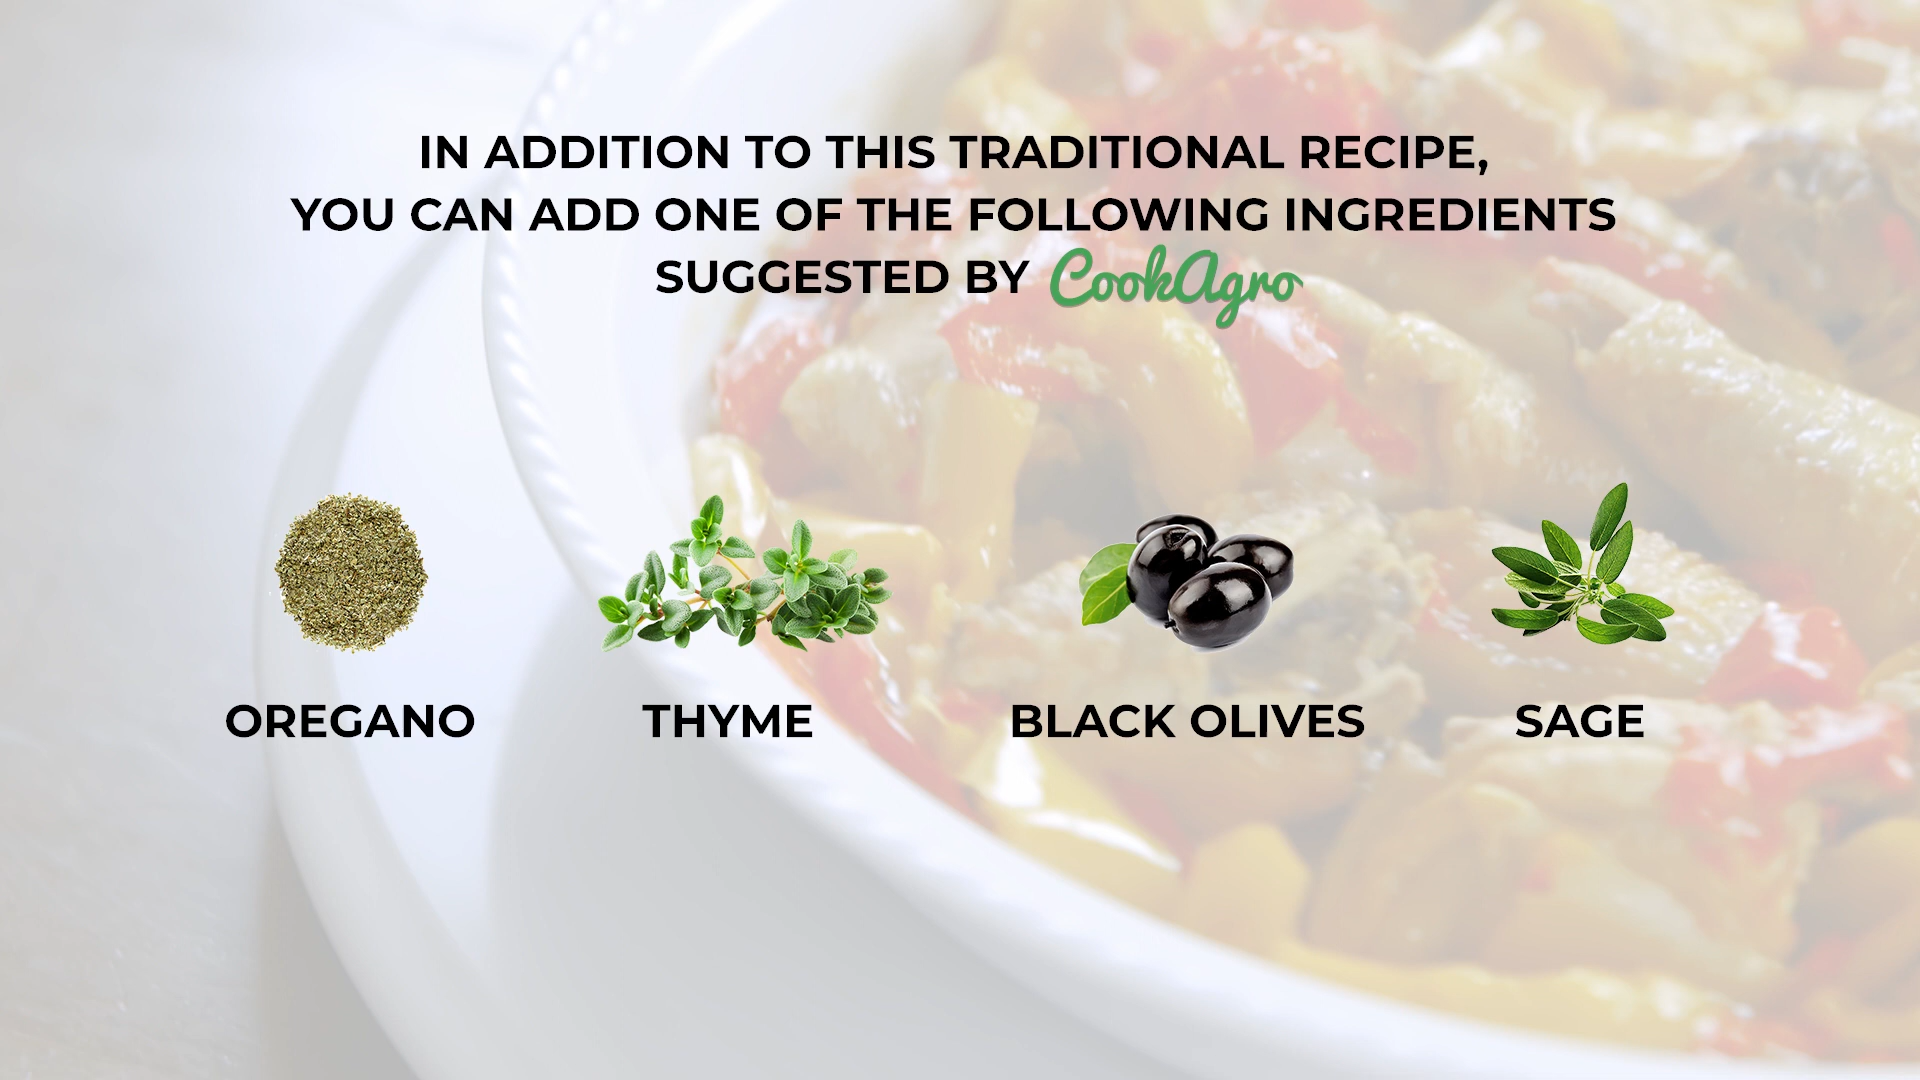 IN ADDITION TO THIS TRADITIONAL RECIPE,
YOU CAN ADD ONE OF THE FOLLOWING INGREDIENTS
SUGGESTED BY CookAgro
OREGANO
THYME
BLACK OLIVES
SAGE